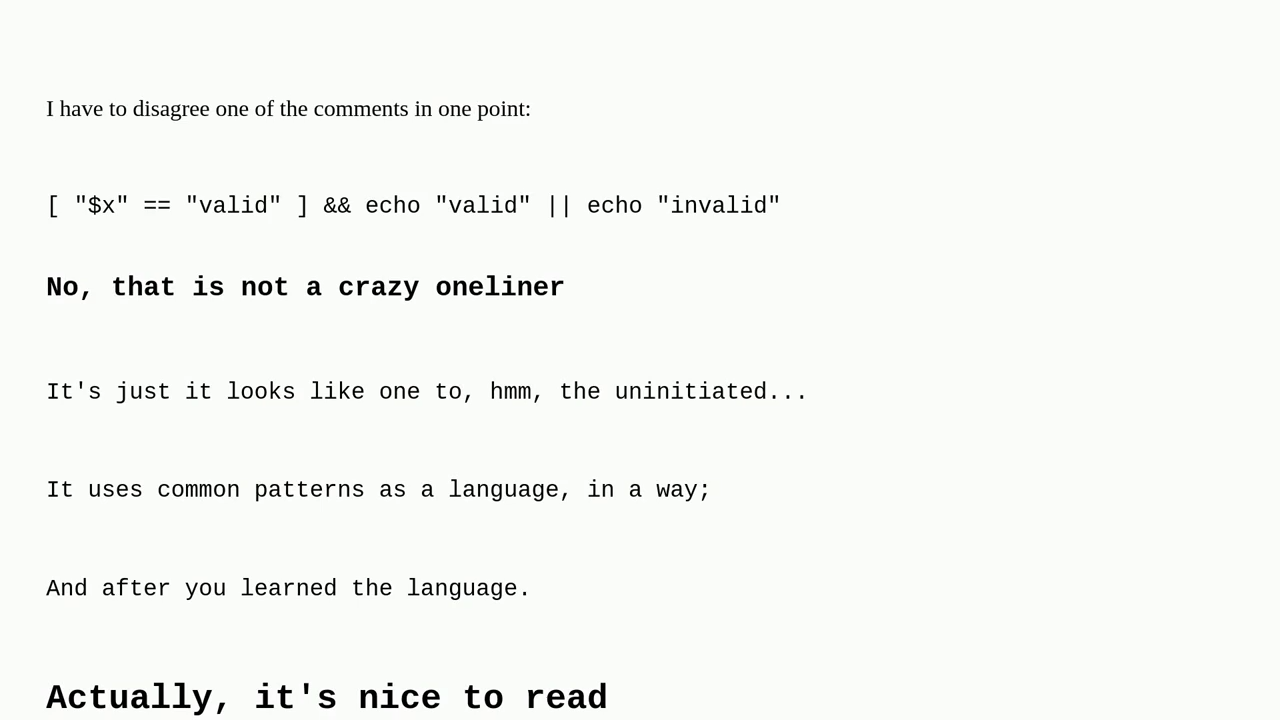 I have to disagree one of the comments in one point:
[ "$x" == "valid" ] && echo "valid" || echo "invalid"
No, that is not a crazy oneliner
It's just it looks like one to, hmm, the uninitiated...
It uses common patterns as a language, in a way;
And after you learned the language.
Actually, it's nice to read